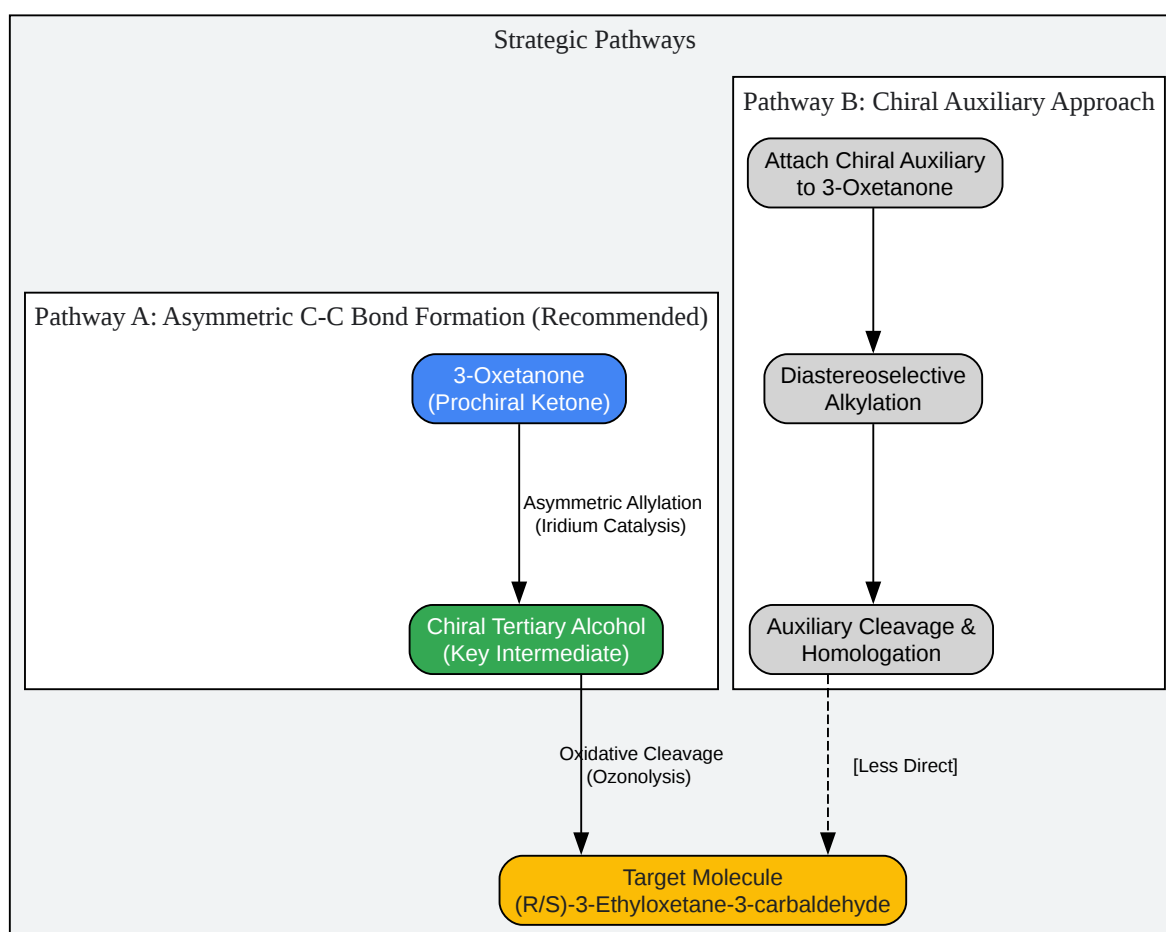 Strategic Pathways
Pathway A: Asymmetric C-C Bond Formation (Recommended)
3-Oxetanone
(Prochiral Ketone)
Asymmetric Allylation
(Iridium Catalysis)
Chiral Tertiary Alcohol
(Key Intermediate)
Oxidative Cleavage
(Ozonolysis)
Pathway B: Chiral Auxiliary Approach
Attach Chiral Auxiliary
to 3-Oxetanone
Diastereoselective
Alkylation
Auxiliary Cleavage &
Homologation
[Less Direct]
Target Molecule
(R/S)-3-Ethyloxetane-3-carbaldehyde